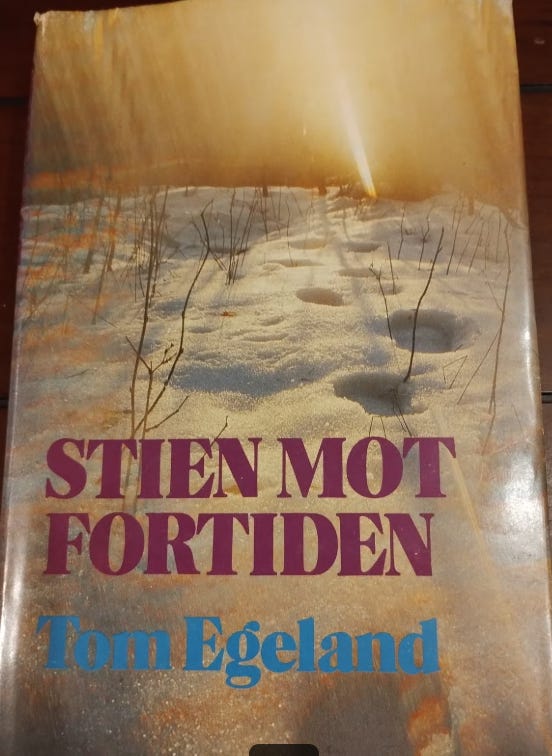 STIEN MOT
FORTIDEN
Tom Egeland